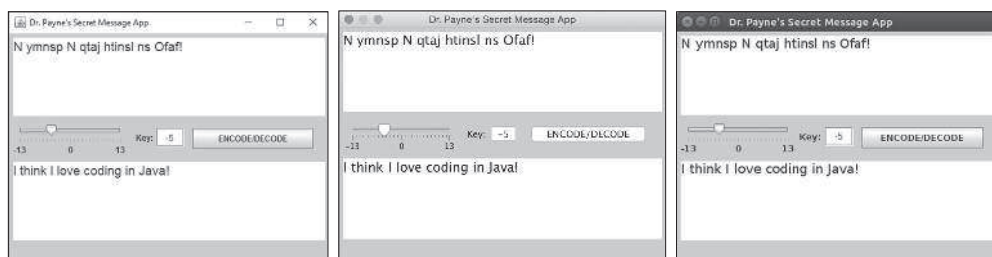 Dr. Payne's Secret Message App
N ymnsp N qtaj htinsl ns Ofaf!
-13 0 13
Key: -5 ENCODE/DECODE
I think I love coding in Java!
Dr. Payne's Secret Message App
N ymnsp N qtaj htinsl ns Ofaf!
-13 0 13
Key: -5 ENCODE/DECODE
I think I love coding in Java!
Dr. Payne's Secret Message App
N ymnsp N qtaj htinsl ns Ofaf!
-13 0 13
Key: -5 ENCODE/DECODE
I think I love coding in Java!